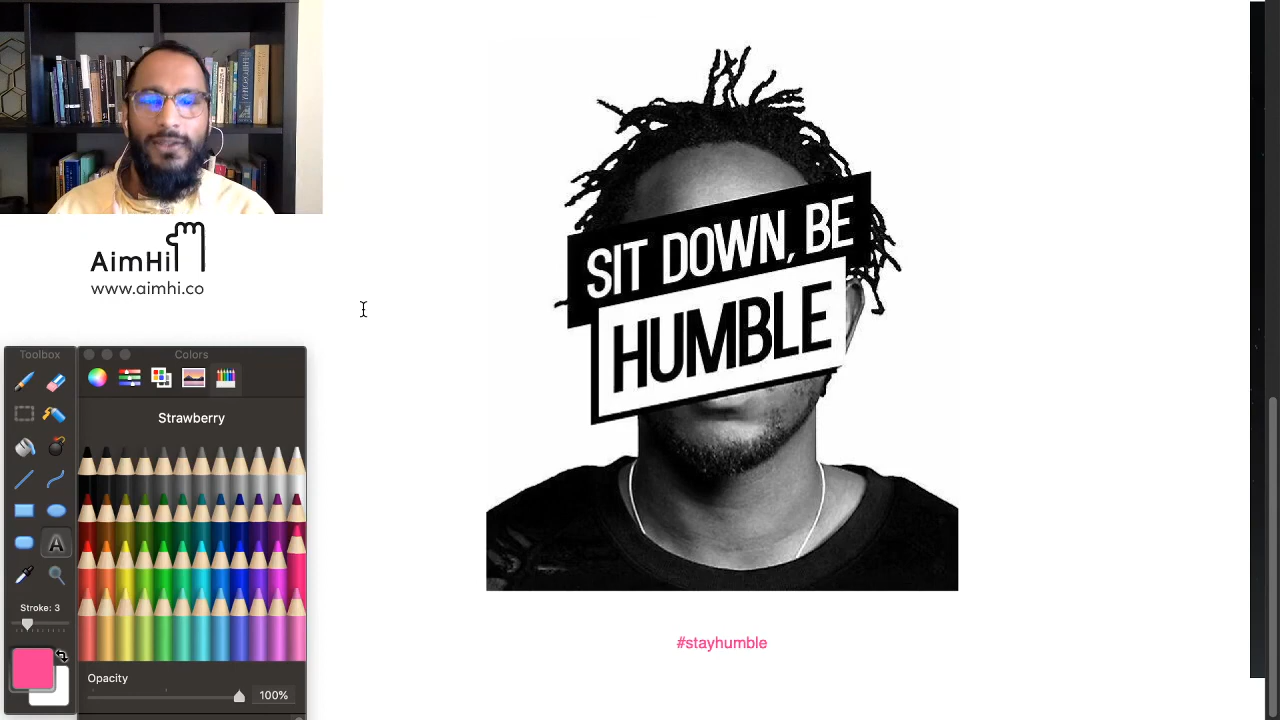 AimHi
www.aimhi.co
Toolbox
Colors
Strawberry
A
Stroke: 3
Opacity
100%
SIT DOWN, BE
HUMBLE
#stayhumble